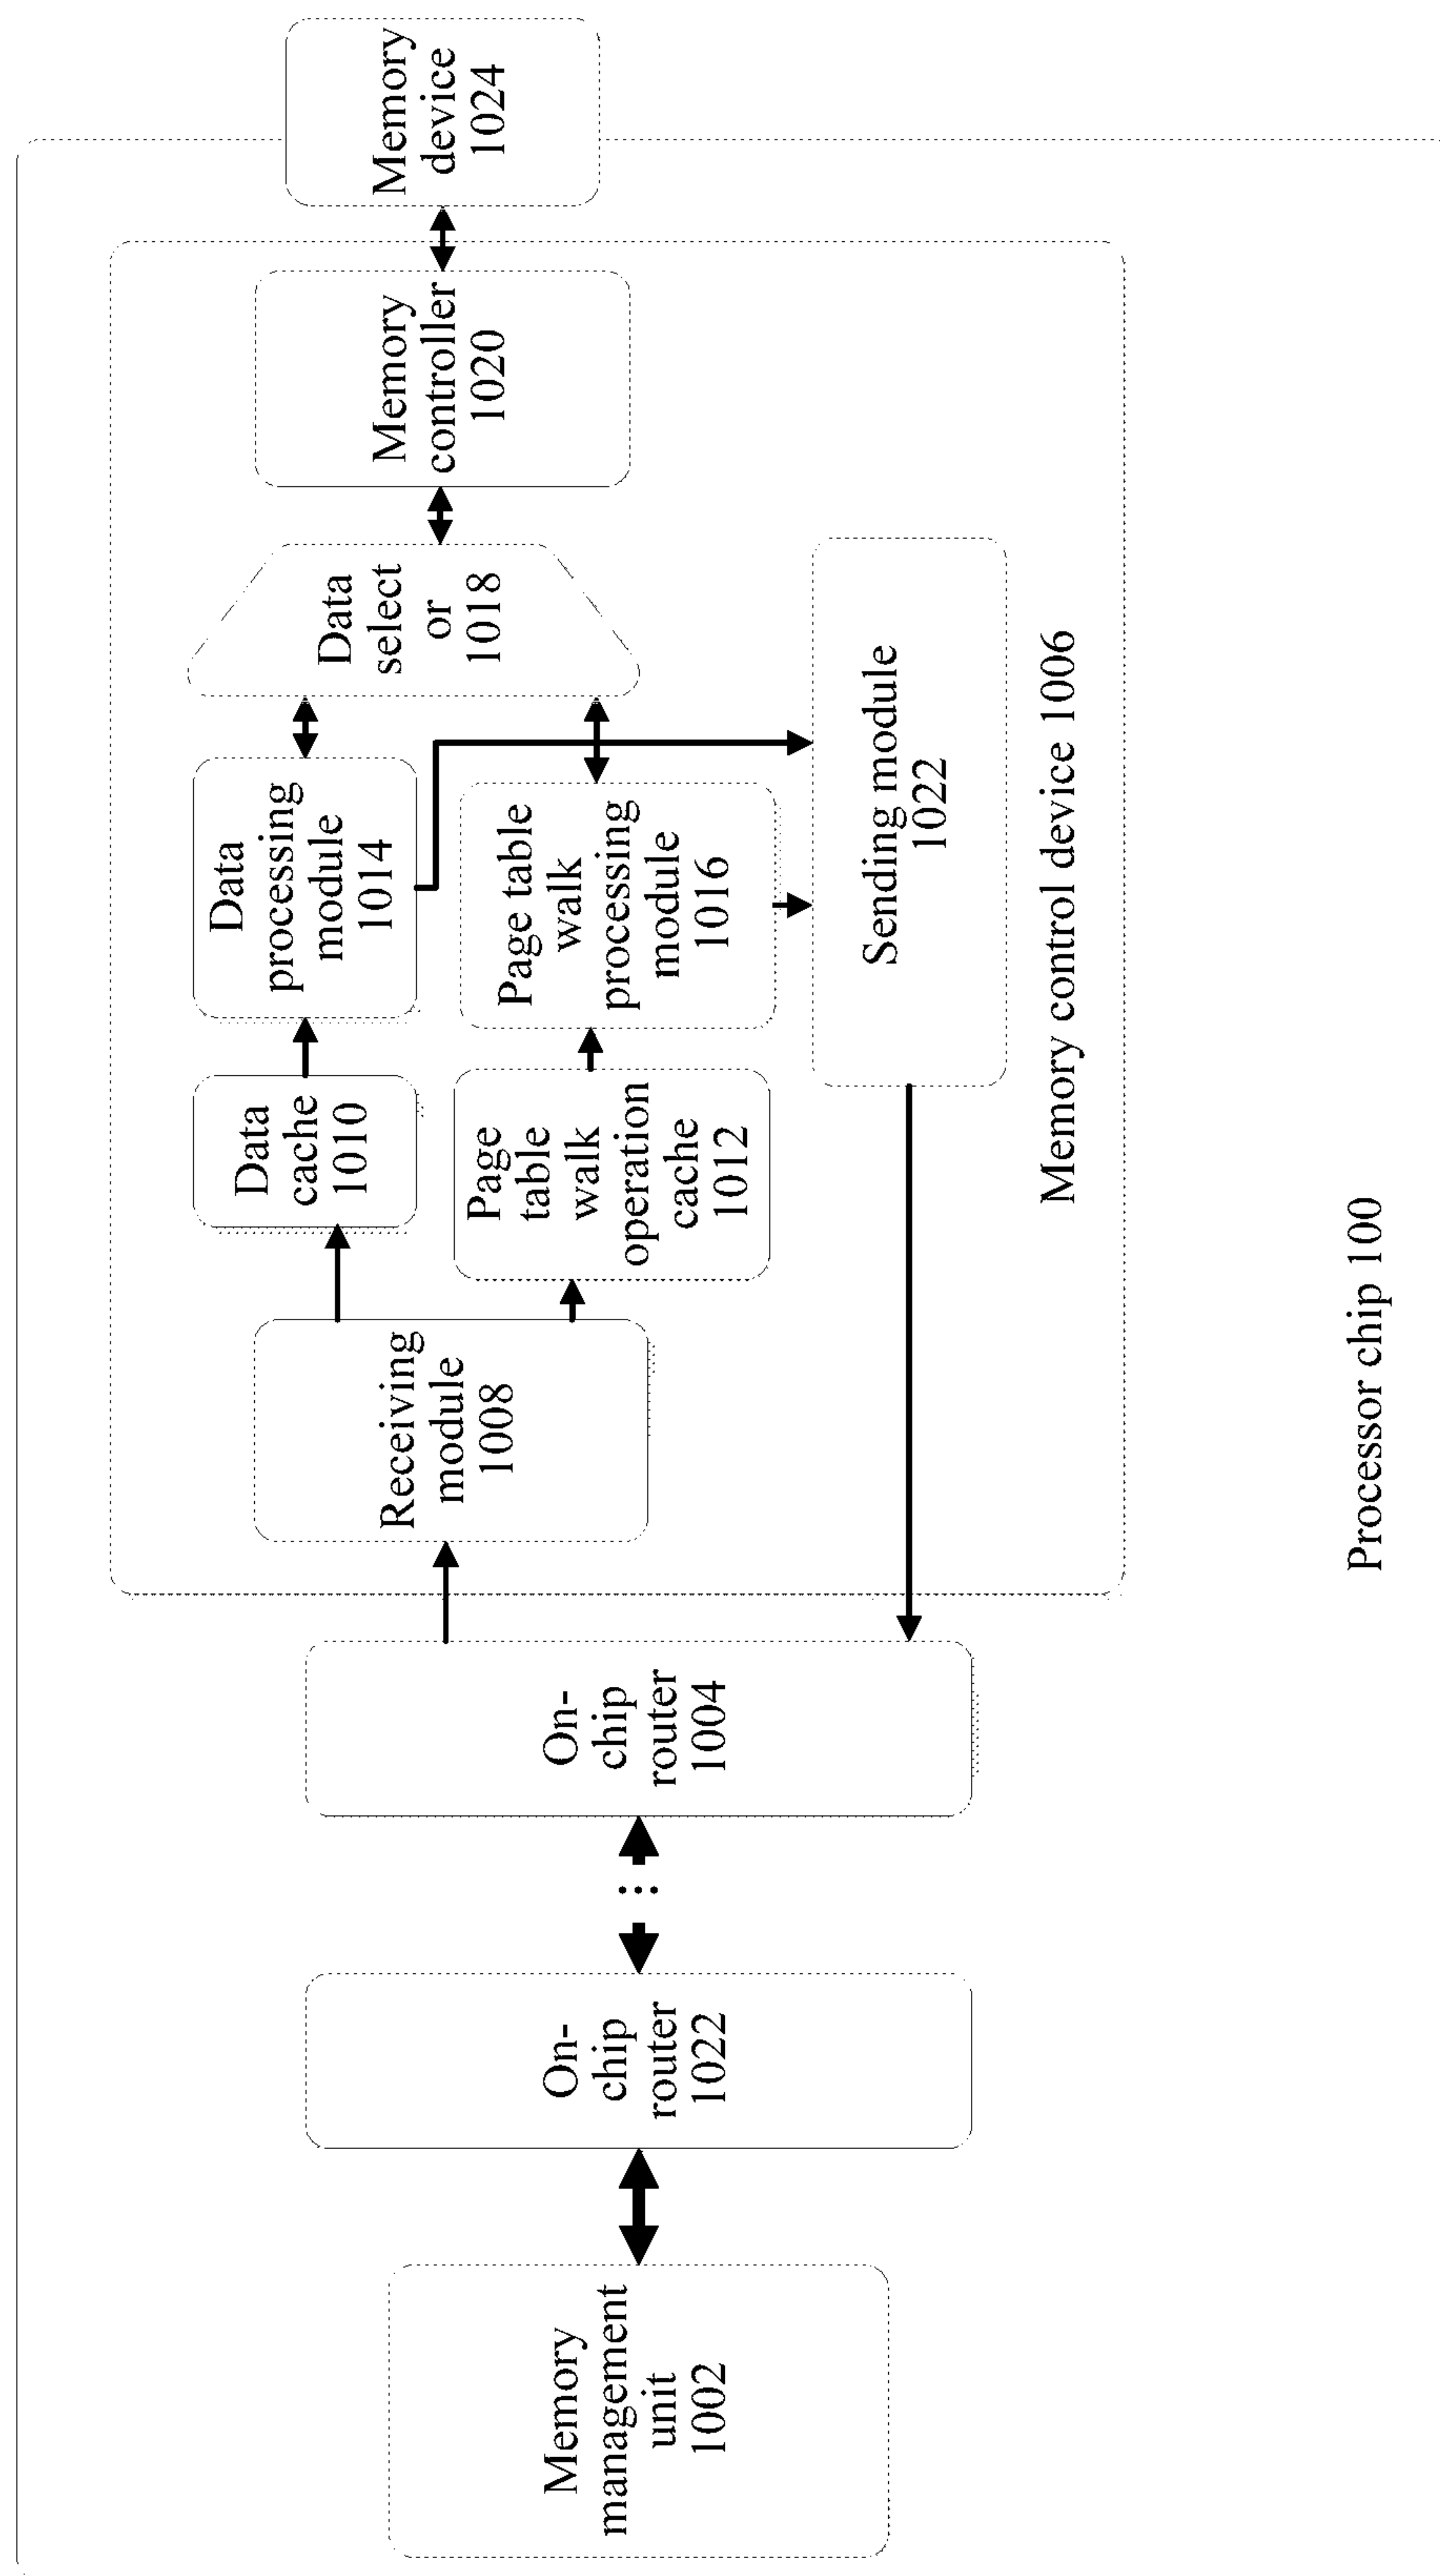 Memory
management
unit
1002
On-
chip
router
1022
On-
chip
router
1004
Receiving
module
1008
Data
cache
1010
Page
table
walk
operation
cache
1012
Data
processing
module
1014
Page table
walk
processing
module
1016
Data
select
or
1018
Memory
controller
1020
Memory
device
1024
Sending module
1022
Memory control device 1006
Processor chip 100